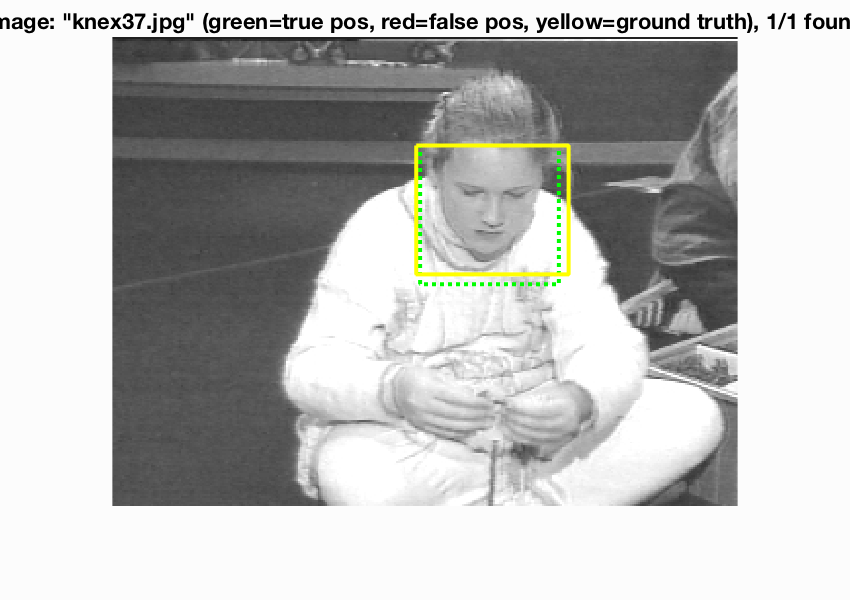 mage: "knex37.jpg" (green=true pos, red=false pos, yellow=ground truth), 1/1 foun